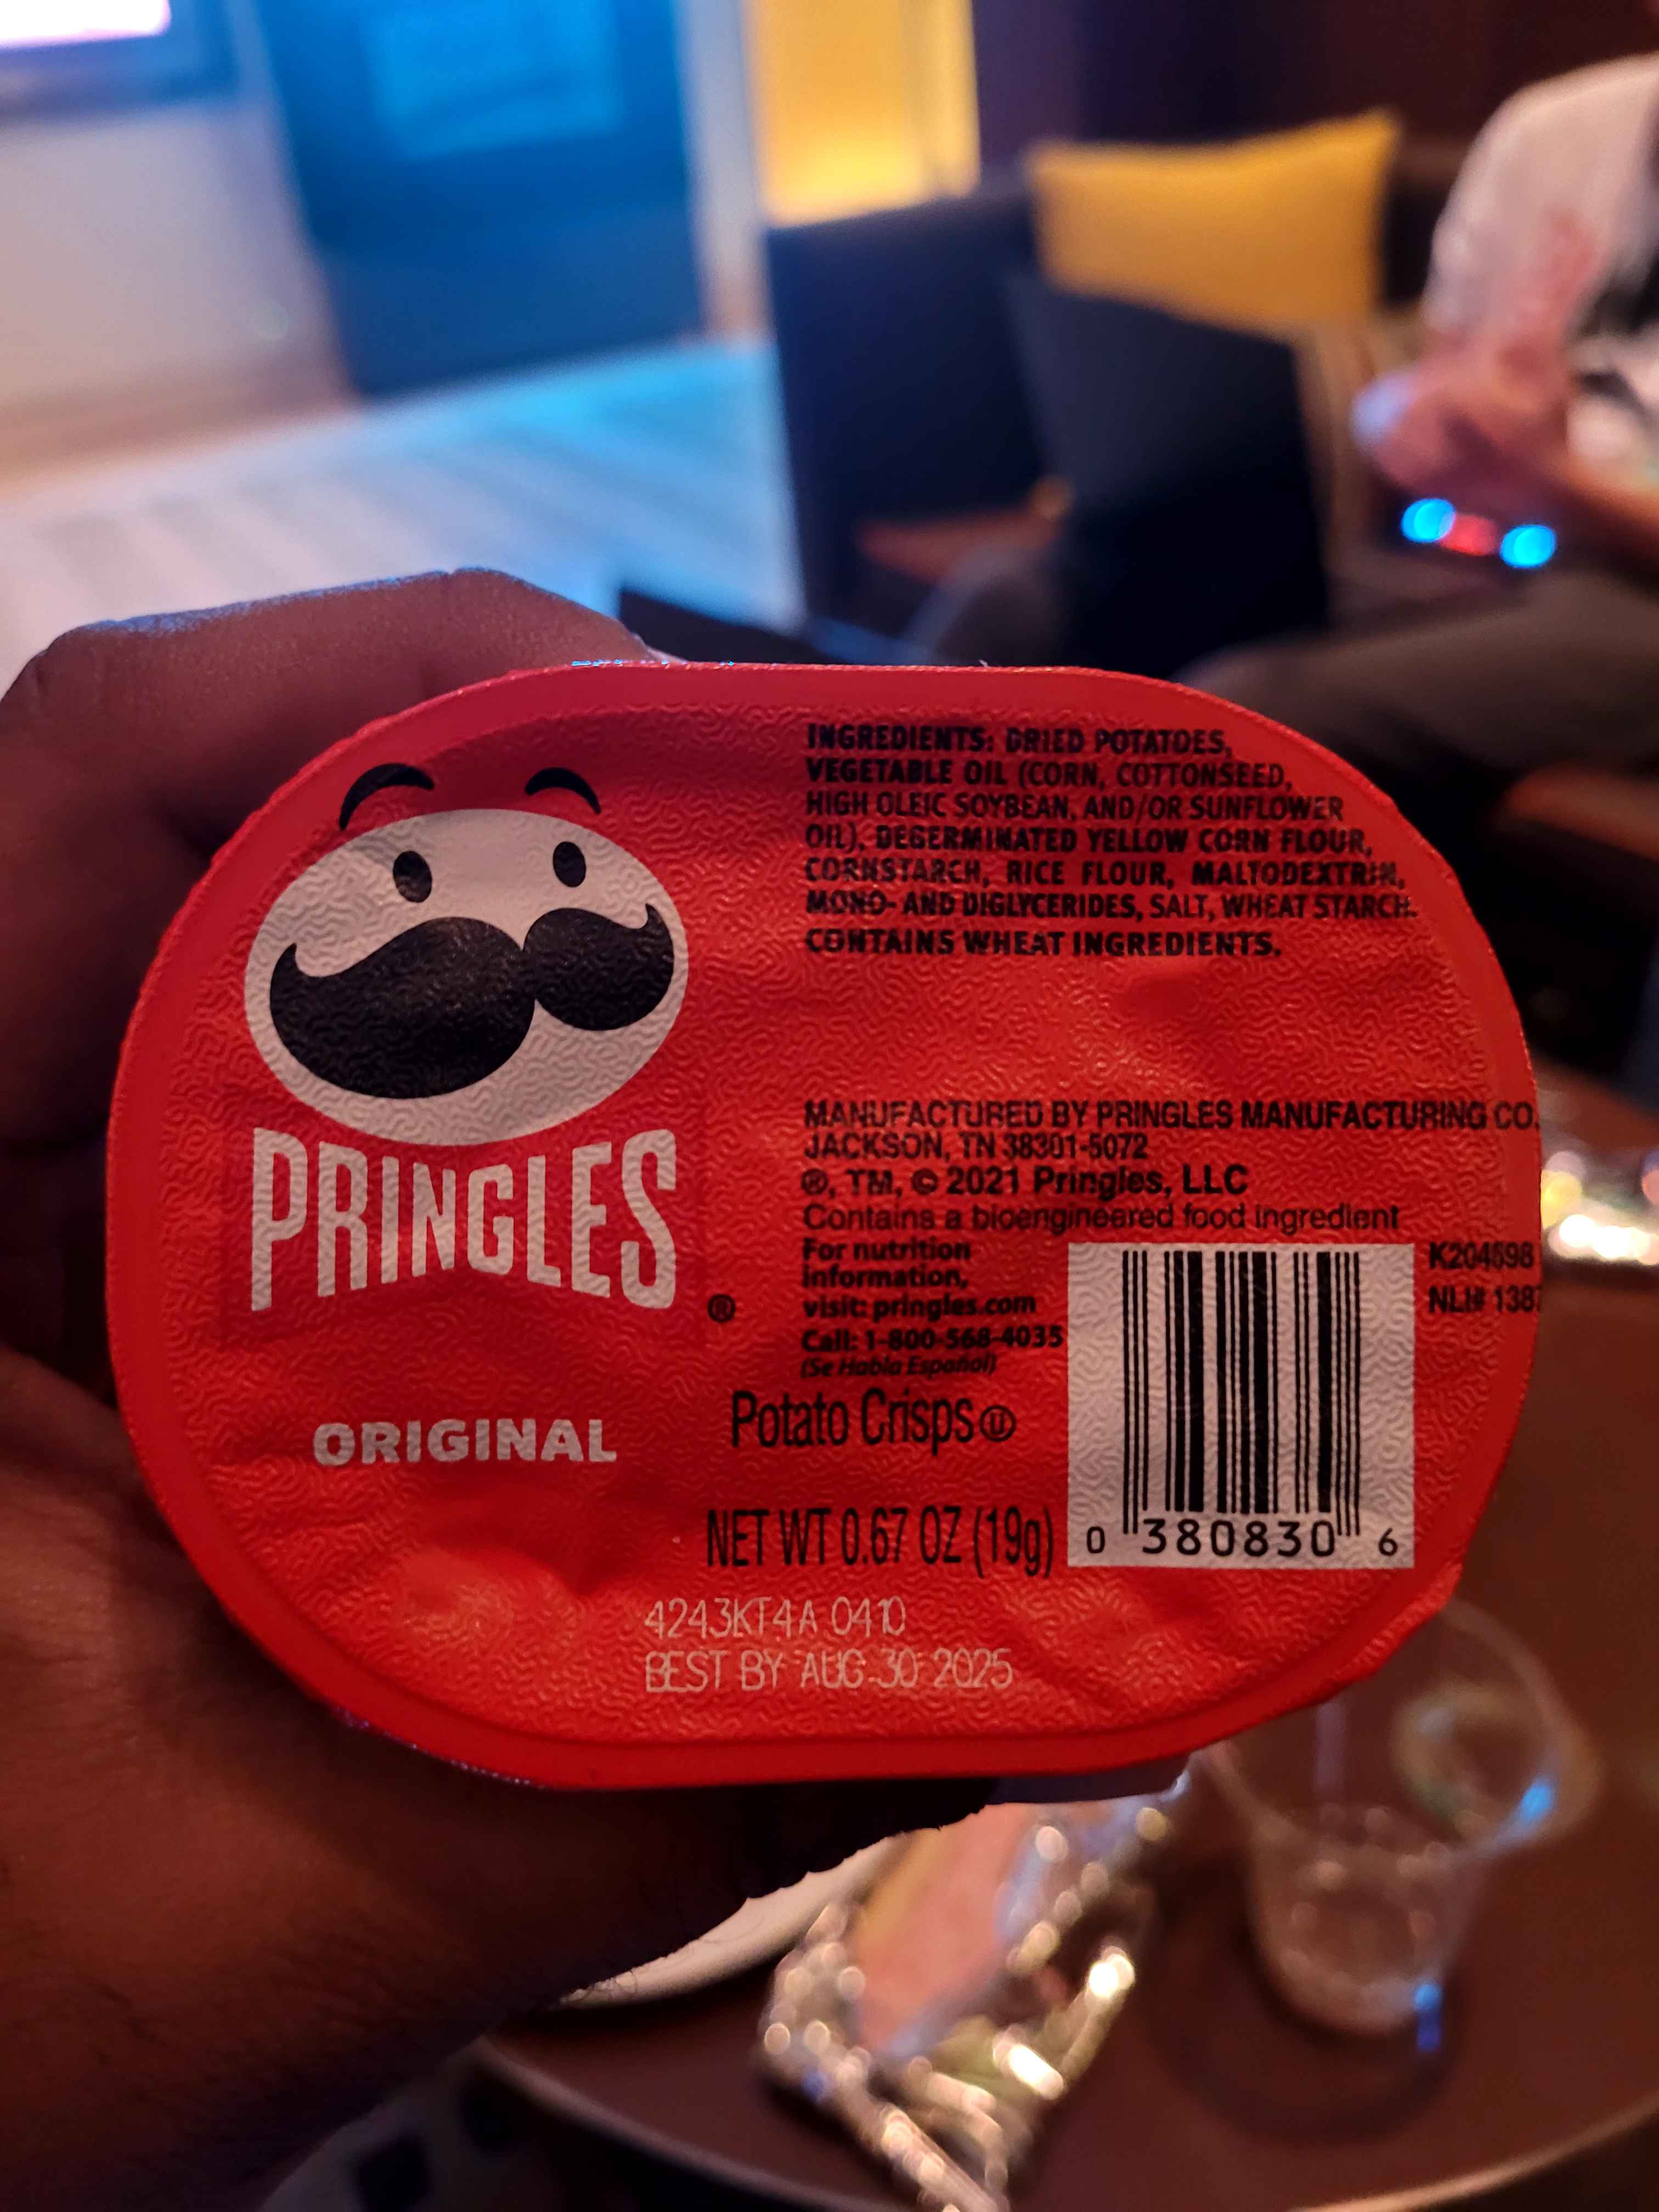 INGREDIENTS: DRIED POTATOES,
VEGETABLE OIL (CORN, COTTONSEED,
HIGH OLEIC SOYBEAN, AND/OR SUNFLOWER
OIL), DEGERMINATED YELLOW CORN FLOUR,
CORNSTARCH, RICE FLOUR, MALTODEXTRIN,
MONO- AND DIGLYCERIDES, SALT, WHEAT STARCH.
CONTAINS WHEAT INGREDIENTS.
PRINGLES®
ORIGINAL
MANUFACTURED BY PRINGLES MANUFACTURING CO.
JACKSON, TN 38301-5072
®, TM, © 2021 Pringles, LLC
Contains a bioengineered food ingredient
For nutrition
information,
visit: pringles.com
Call: 1-800-568-4035
(Se Habla Español)
K204698
NLI# 138
Potato Crisps Ⓤ
NET WT 0.67 OZ (19g)
0 380830 6
4243KT4A 0410
BEST BY AUG 30 2025